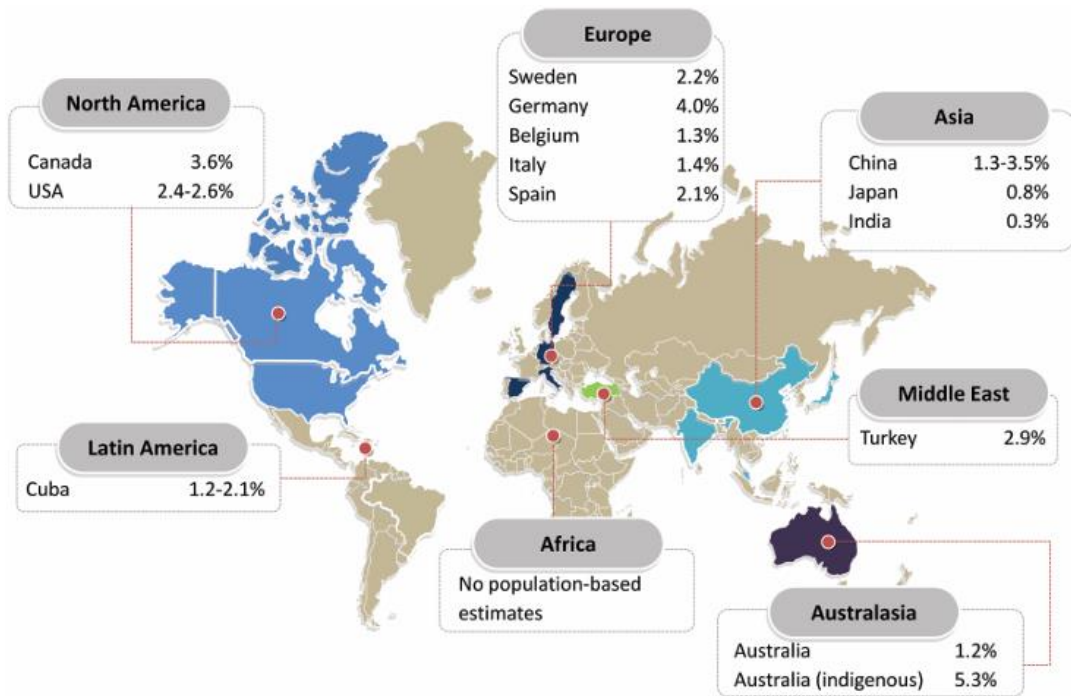 North America
Canada 3.6%
USA 2.4-2.6%
Europe
Sweden 2.2%
Germany 4.0%
Belgium 1.3%
Italy 1.4%
Spain 2.1%
Asia
China 1.3-3.5%
Japan 0.8%
India 0.3%
Latin America
Cuba 1.2-2.1%
Africa
No population-based
estimates
Middle East
Turkey 2.9%
Australasia
Australia 1.2%
Australia (indigenous) 5.3%